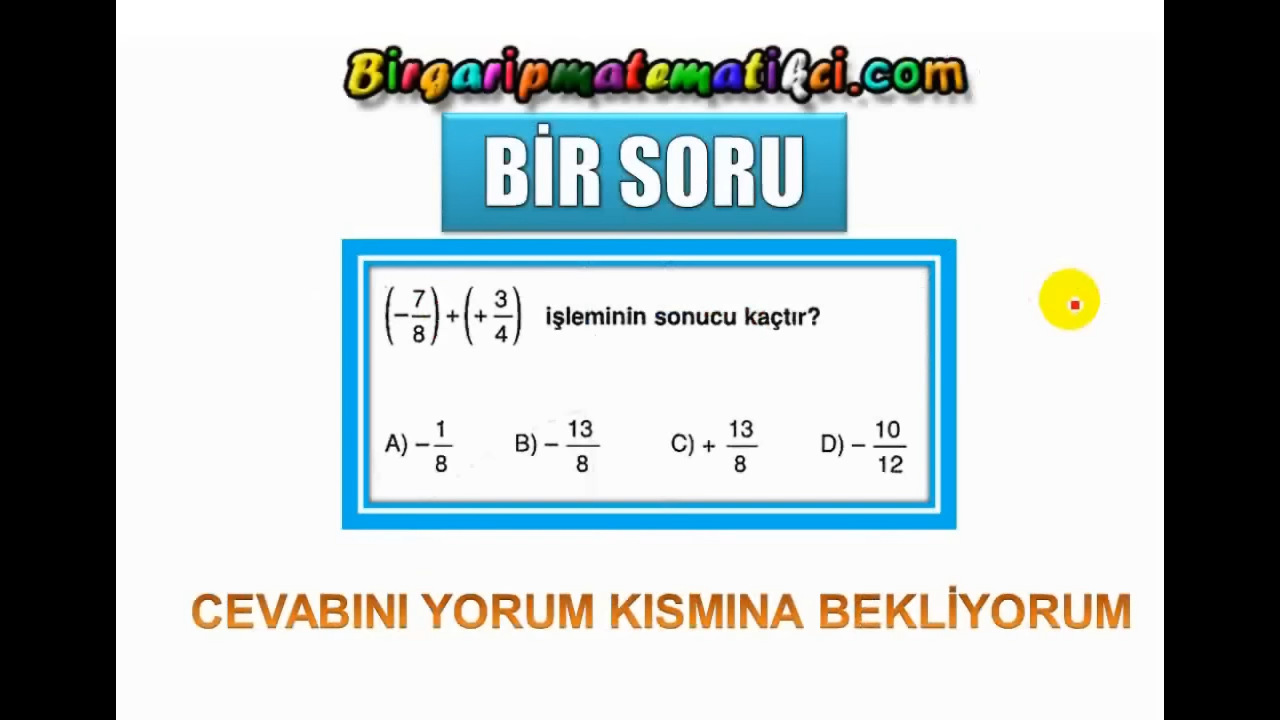 Birgaripmatematikci.com
BİR SORU
(-7/8)+(+3/4) işleminin sonucu kaçtır?
A) -1/8 B) -13/8 C) +13/8 D) -10/12
CEVABINI YORUM KISMINA BEKLİYORUM